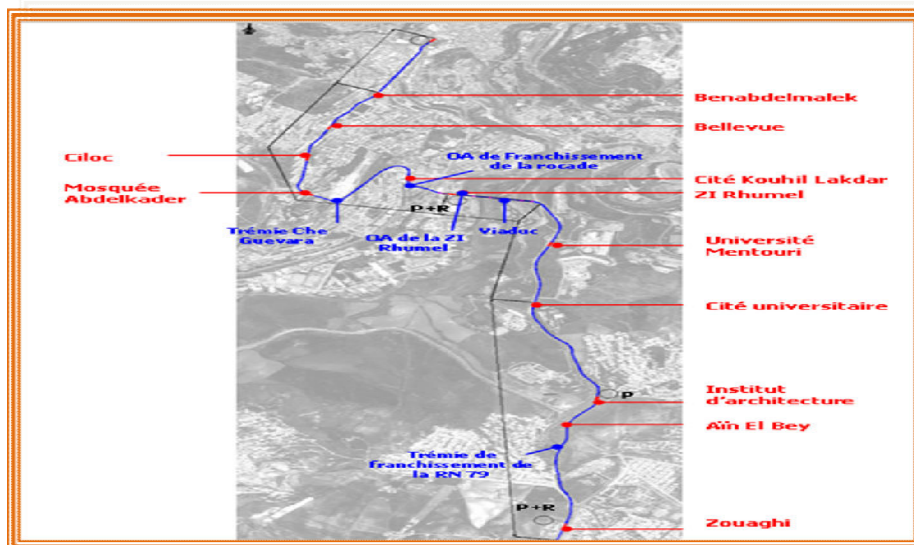 Benabdelmalek
Bellevue
Ciloc
OA de Franchissement
de la rocade
Cité Kouhil Lakdar
Mosquée
Abdelkader
ZI Rhumel
P+R
Trémie Che
Guevara
OA de la ZI
Rhumel
Viaduc
Université
Mentouri
Cité universitaire
P
Institut
d'architecture
Aïn El Bey
Trémie de
franchissement de
la RN 79
P+R
Zouaghi